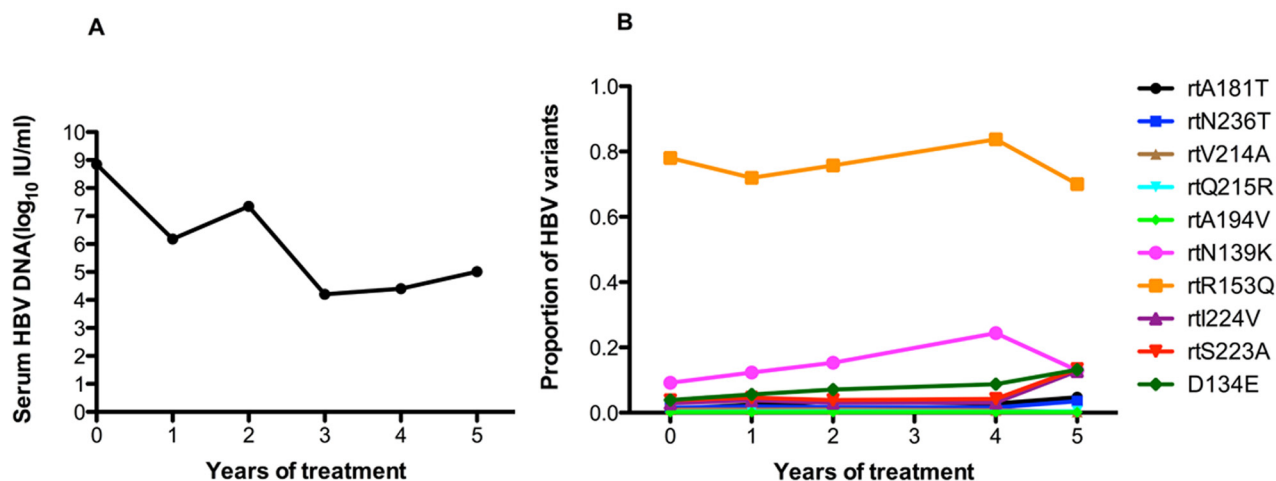 A
Serum HBV DNA(log10 IU/ml)
10
9
8
7
6
5
4
3
2
1
0
0 1 2 3 4 5
Years of treatment
B
Proportion of HBV variants
1.0
0.8
0.6
0.4
0.2
0.0
0 1 2 3 4 5
Years of treatment
rtA181T
rtN236T
rtV214A
rtQ215R
rtA194V
rtN139K
rtR153Q
rtI224V
rtS223A
D134E